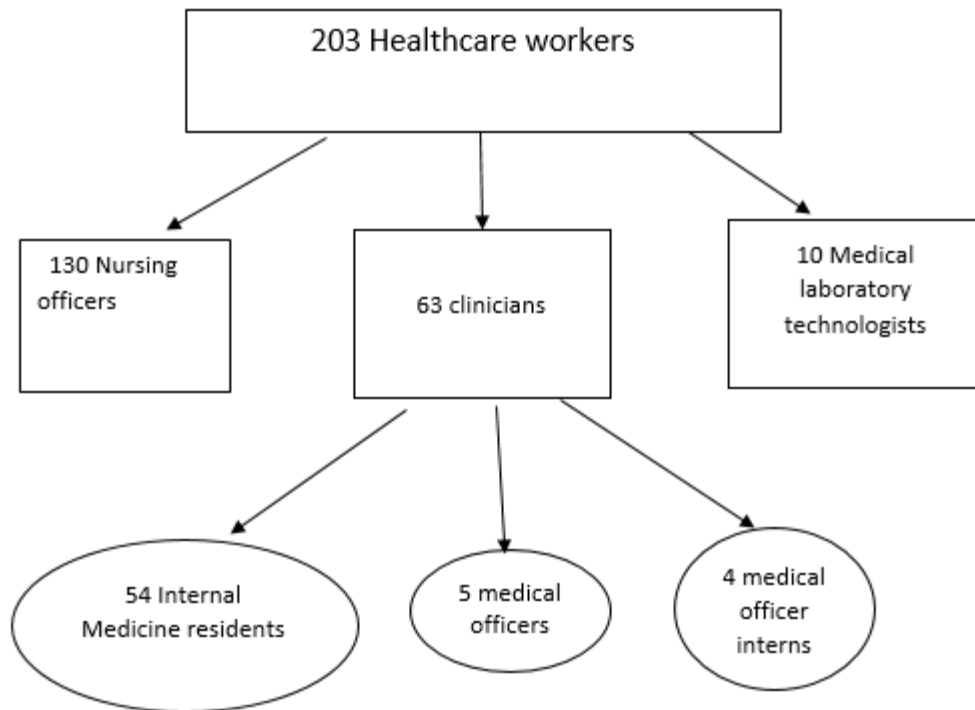 203 Healthcare workers
130 Nursing
officers
63 clinicians
10 Medical
laboratory
technologists
54 Internal
Medicine residents
5 medical
officers
4 medical
officer
interns